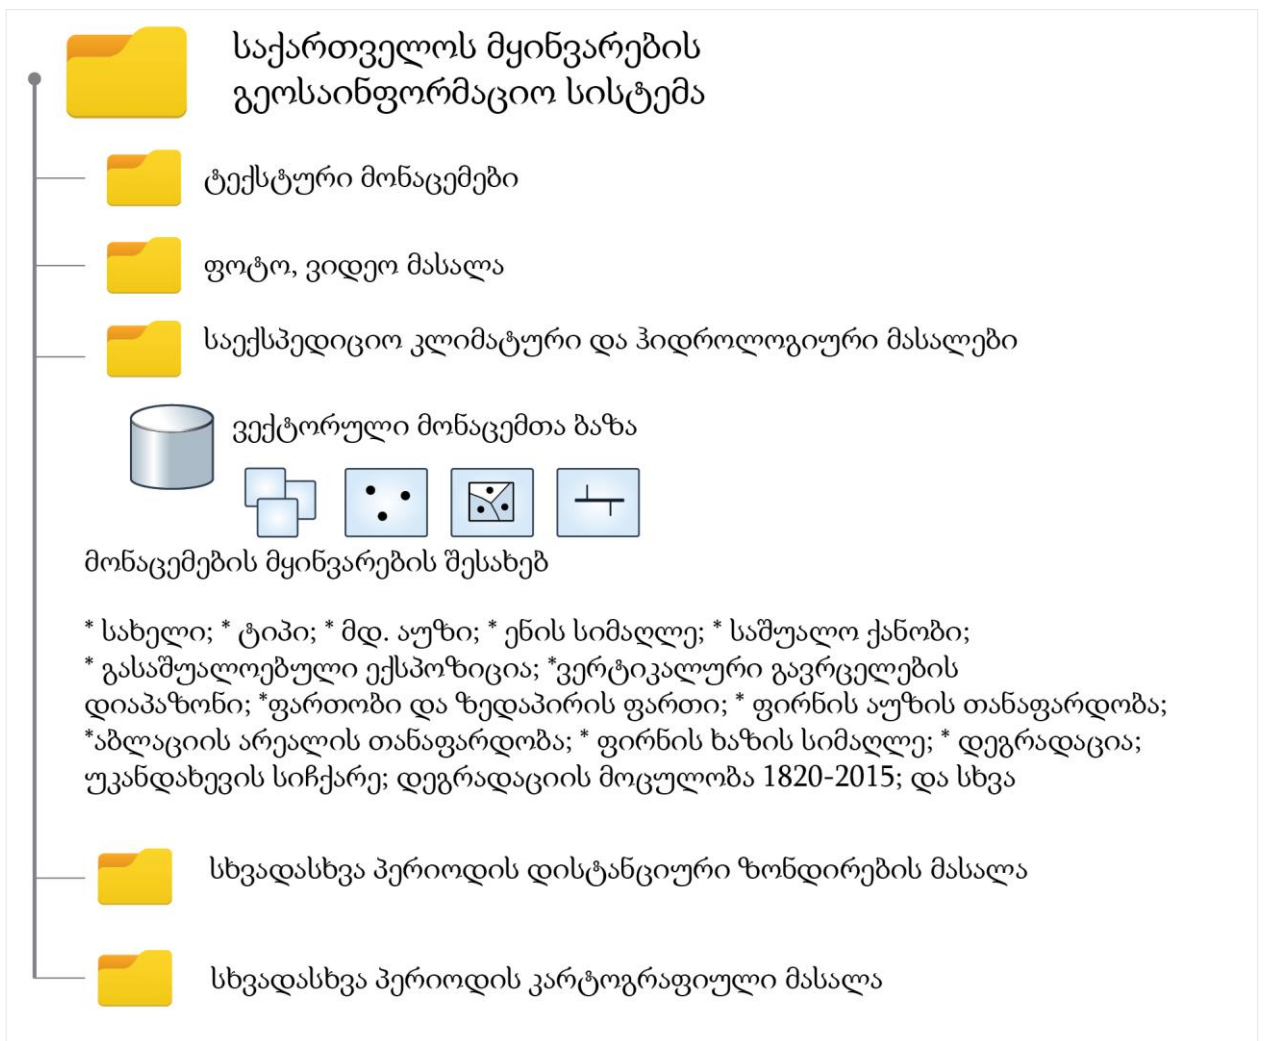 საქართველოს მყინვარების
გეოსაინფორმაციო სისტემა
ტექსტური მონაცემები
ფოტო, ვიდეო მასალა
საექსპედიციო კლიმატური და ჰიდროლოგიური მასალები
ვექტორული მონაცემთა ბაზა
მონაცემების მყინვარების შესახებ
* სახელი; * ტიპი; * მდ. აუზი; * ენის სიმაღლე; * საშუალო ქანობი;
* გასაშუალოებული ექსპოზიცია; *ვერტიკალური გავრცელების
დიაპაზონი; *ფართობი და ზედაპირის ფართი; * ფირნის აუზის თანაფარდობა;
*აბლაციის არეალის თანაფარდობა; * ფირნის ხაზის სიმაღლე; * დეგრადაცია;
უკანდახევის სიჩქარე; დეგრადაციის მოცულობა 1820-2015; და სხვა
სხვადასხვა პერიოდის დისტანციური ზონდირების მასალა
სხვადასხვა პერიოდის კარტოგრაფიული მასალა